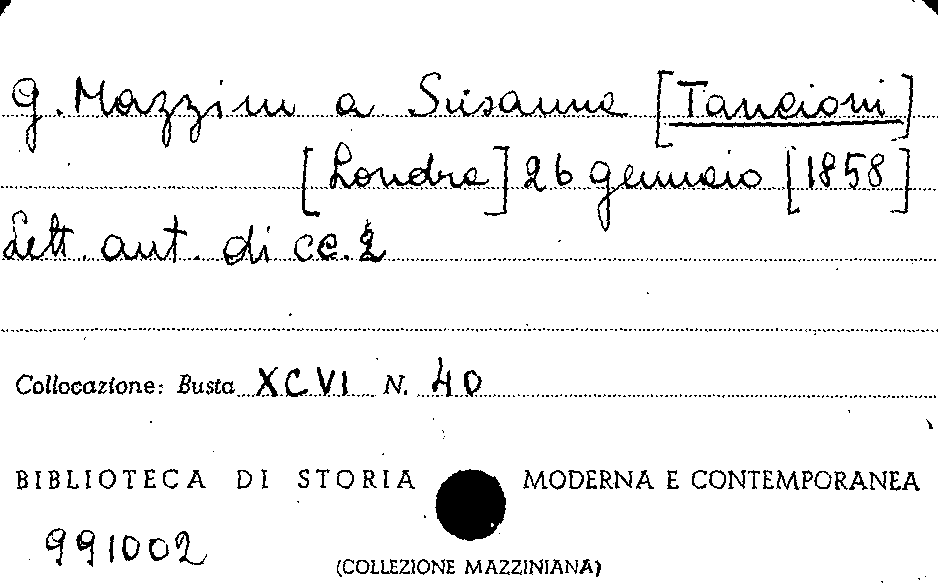 G. Mazzini a Susanna [Tancioni]
[Londra] 26 gennaio [1858]
Lett. aut. di cc. 2
Collocazione: Busta XCVI N. 40
BIBLIOTECA DI STORIA MODERNA E CONTEMPORANEA
991002
(COLLEZIONE MAZZINIANA)